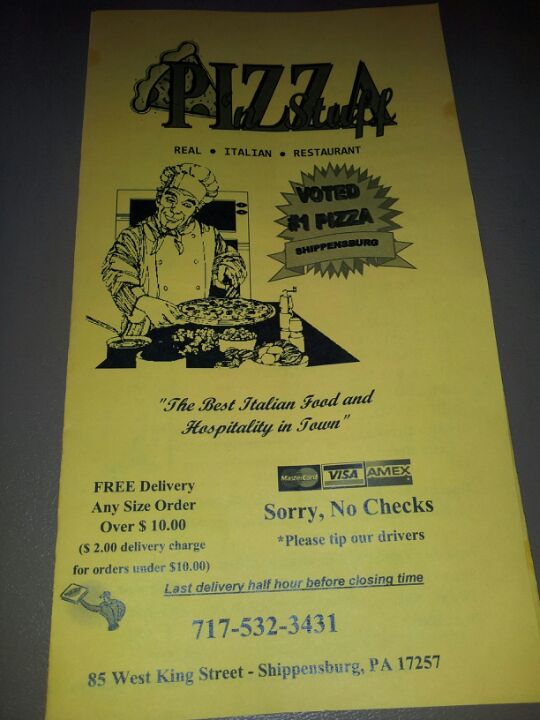 PIZZA
'n Stuff
REAL • ITALIAN • RESTAURANT
VOTED
#1 PIZZA
SHIPPENSBURG
"The Best Italian Food and
Hospitality in Town"
MasterCard VISA AMEX
FREE Delivery
Any Size Order
Over $ 10.00
($ 2.00 delivery charge
for orders under $10.00)
Sorry, No Checks
*Please tip our drivers
Last delivery half hour before closing time
717-532-3431
85 West King Street - Shippensburg, PA 17257